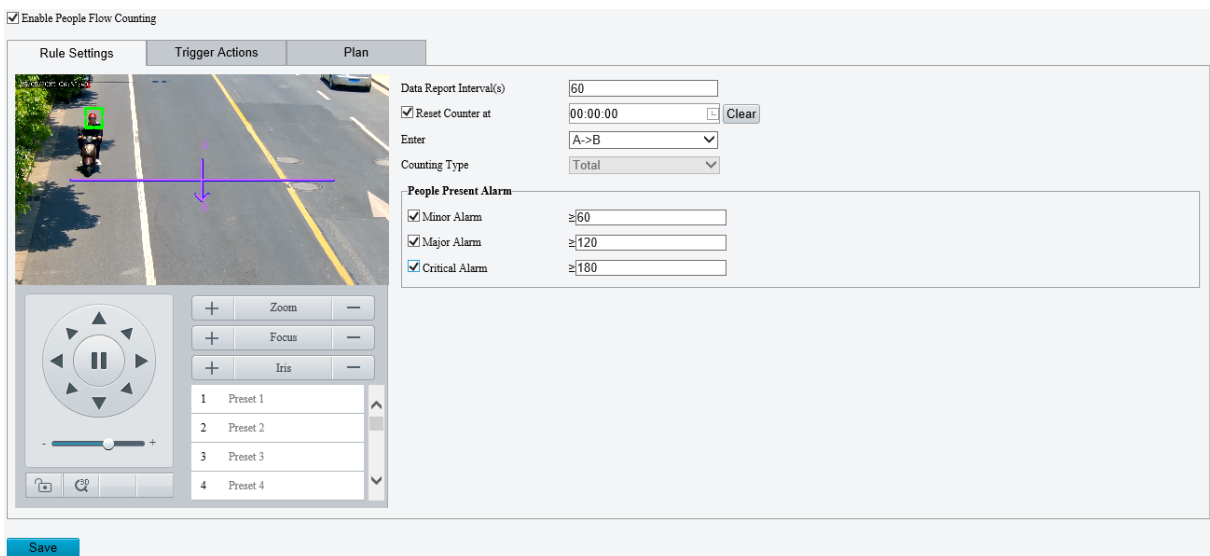 Enable People Flow Counting
Rule Settings
Trigger Actions
Plan
Data Report Interval(s) 60
Reset Counter at 00:00:00 Clear
Enter A->B
Counting Type Total
People Present Alarm
Minor Alarm ≥60
Major Alarm ≥120
Critical Alarm ≥180
+ Zoom —
+ Focus —
+ Iris —
1 Preset 1
2 Preset 2
3 Preset 3
4 Preset 4
- +
3D
Save